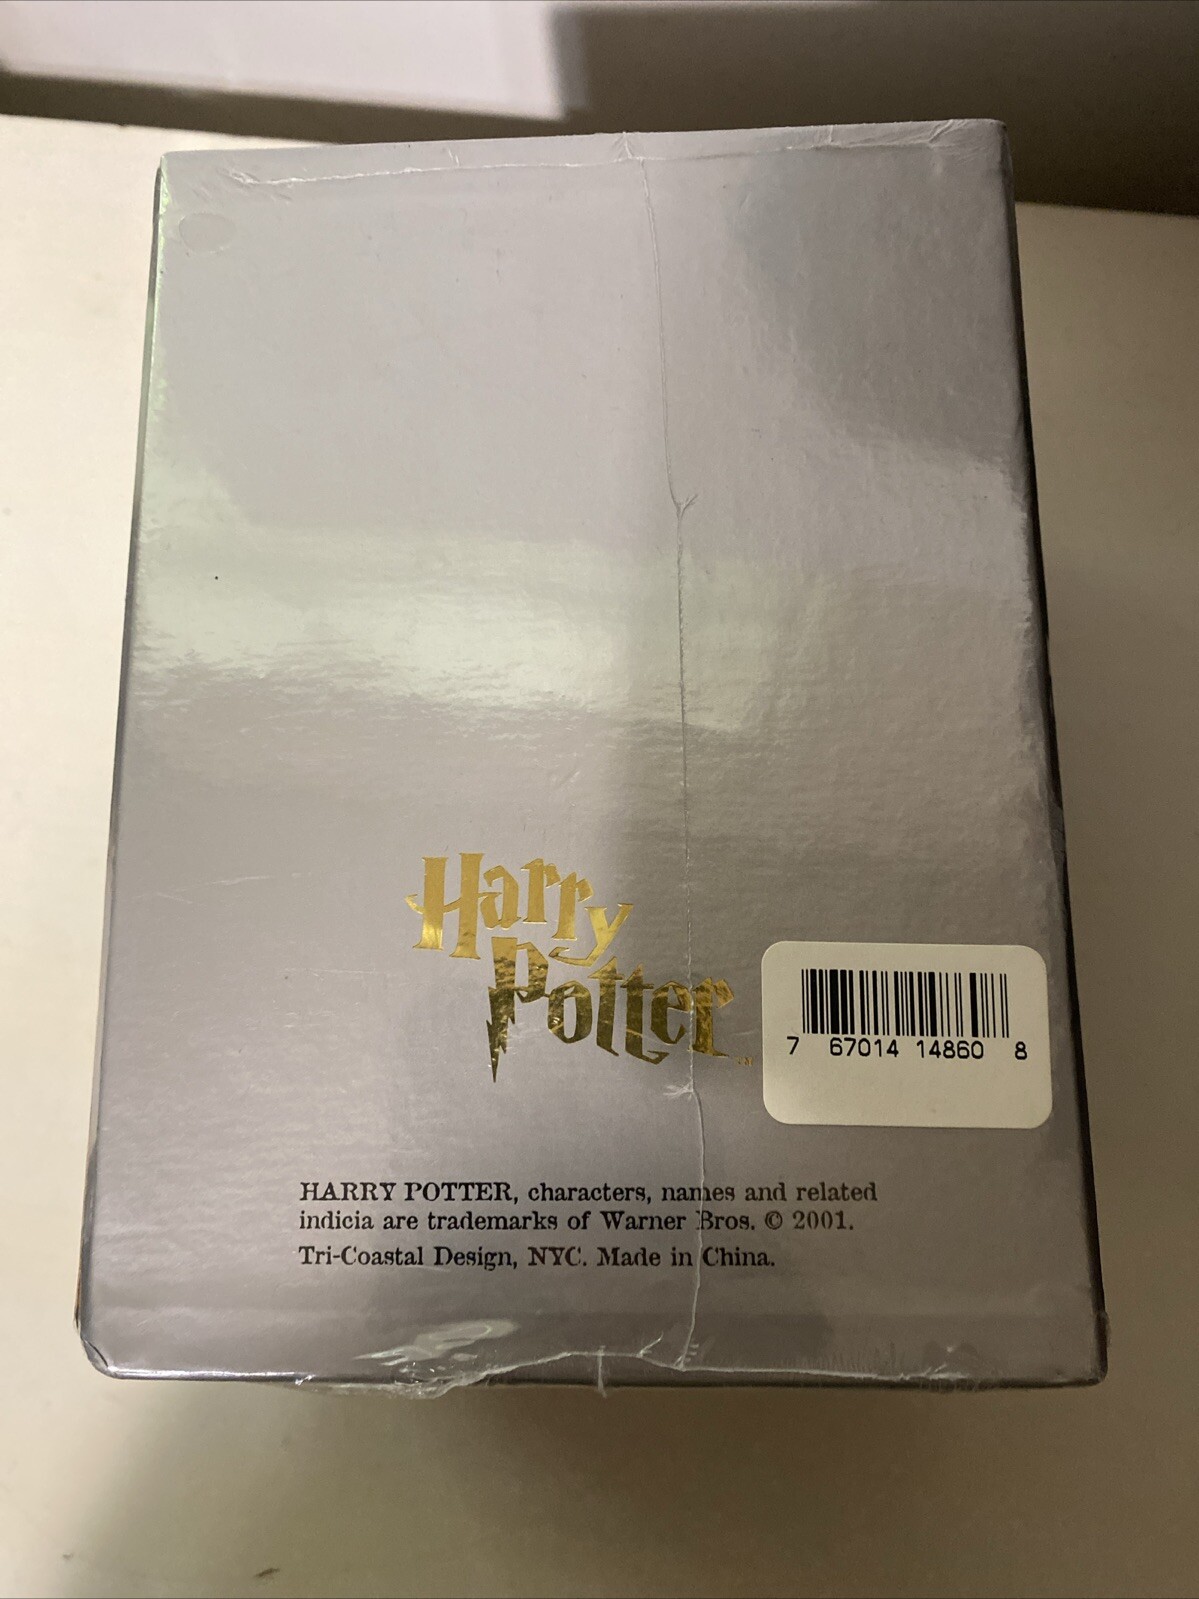 Harry
Potter™
7 67014 14860 8
HARRY POTTER, characters, names and related
indicia are trademarks of Warner Bros. © 2001.
Tri-Coastal Design, NYC. Made in China.